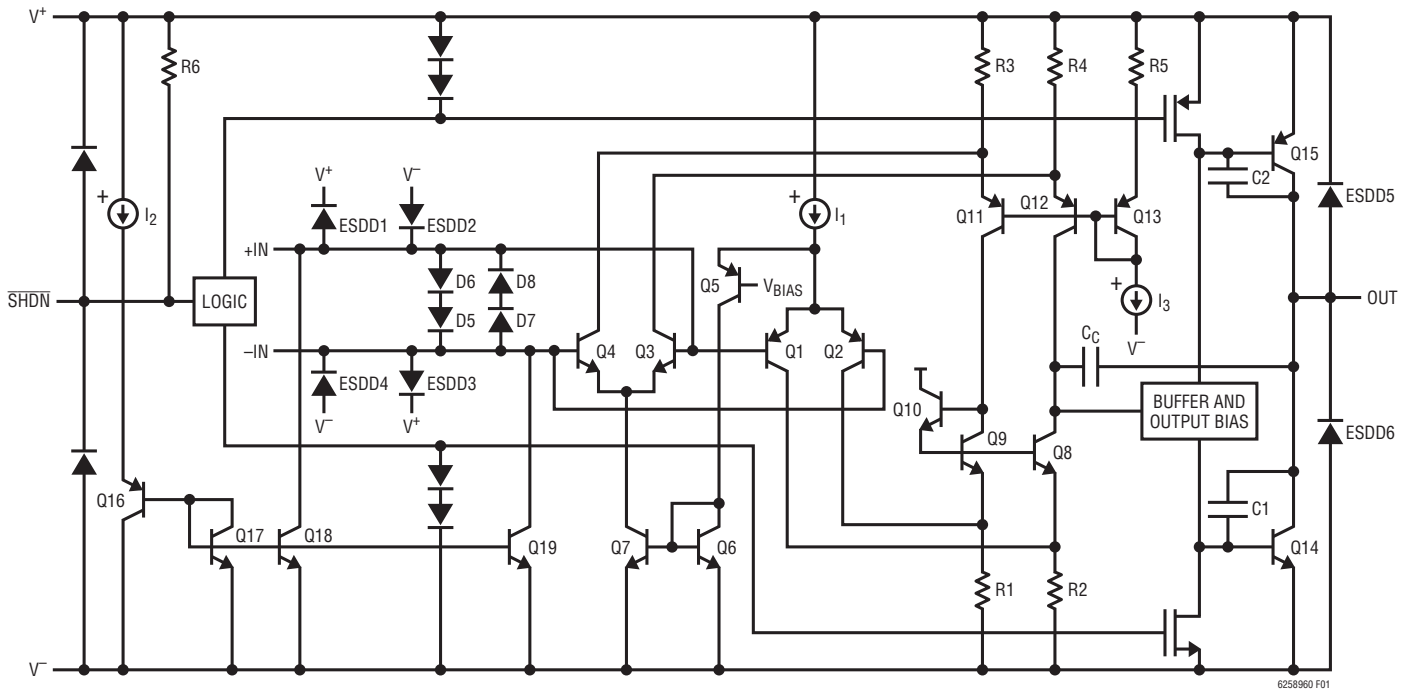 V+
R6
R3
R4
R5
Q15
C2
V+
V–
+
I2
ESDD1
ESDD2
+
I1
Q11
Q12
Q13
ESDD5
+IN
D6
D8
Q5
VBIAS
+
I3
SHDN
LOGIC
OUT
D5
D7
V–
–IN
Q4
Q3
Q1
Q2
CC
ESDD4
ESDD3
V–
V+
Q10
BUFFER AND
OUTPUT BIAS
ESDD6
Q9
Q8
Q16
C1
Q17
Q18
Q19
Q7
Q6
Q14
R1
R2
V–
6258960 F01